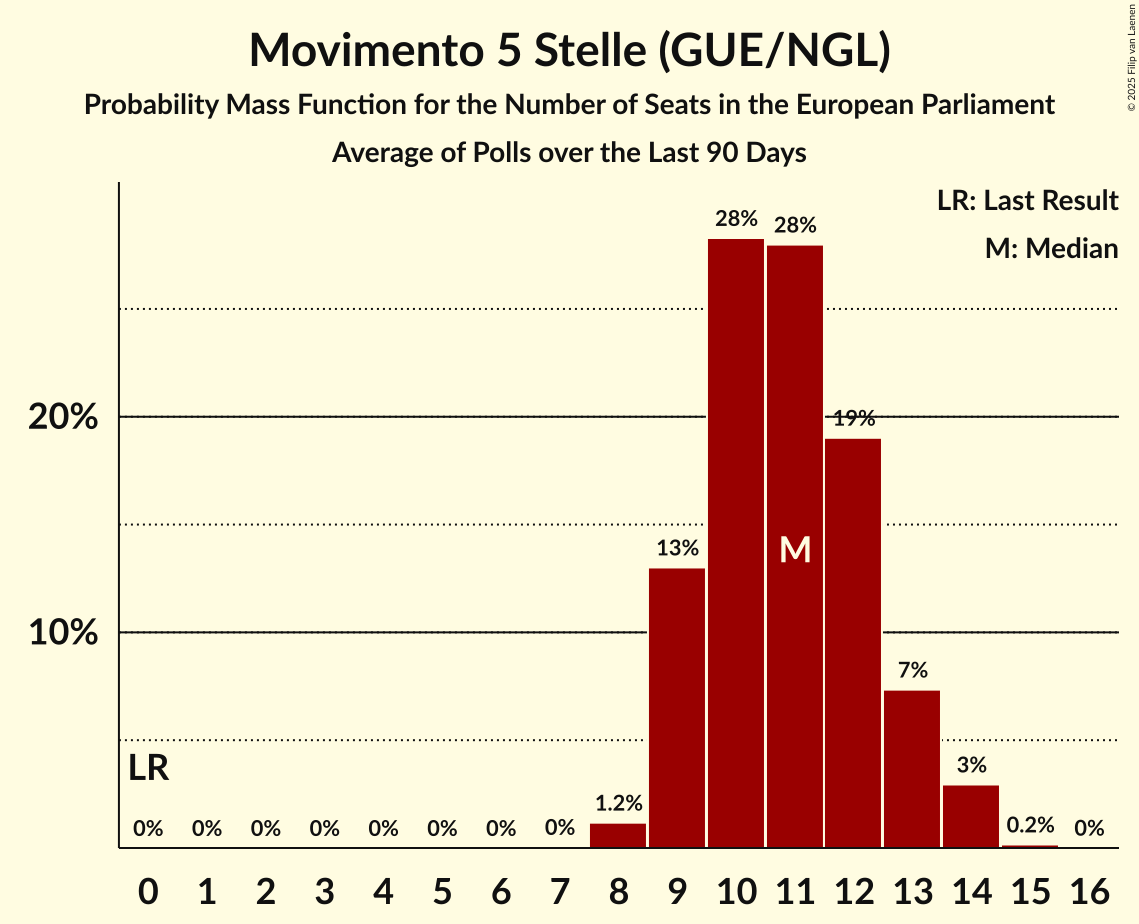 Movimento 5 Stelle (GUE/NGL)
Probability Mass Function for the Number of Seats in the European Parliament
Average of Polls over the Last 90 Days
© 2025 Filip van Laenen
LR: Last Result
M: Median
28%
28%
20%
19%
13%
M
10%
7%
LR
3%
1.2%
0%
0%
0%
0%
0%
0%
0%
0%
0.2%
0%
0 1 2 3 4 5 6 7 8 9 10 11 12 13 14 15 16